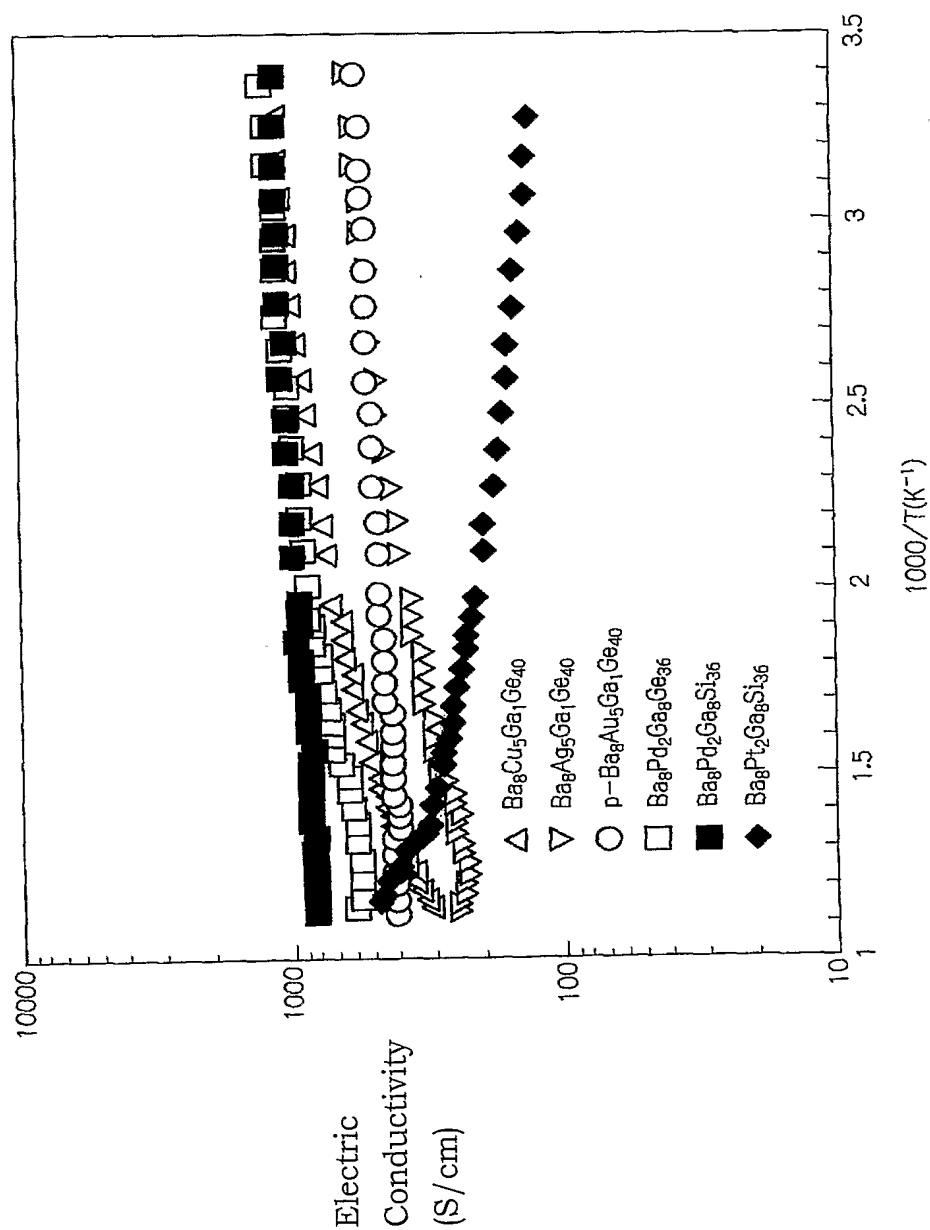 10000
1000
100
10
Electric
Conductivity
(S/cm)
△ Ba₈Cu₅Ga₁Ge₄₀
▽ Ba₈Ag₅Ga₁Ge₄₀
○ p-Ba₈Au₅Ga₁Ge₄₀
□ Ba₈Pd₂Ga₈Ge₃₆
■ Ba₈Pd₂Ga₈Si₃₆
◆ Ba₈Pt₂Ga₈Si₃₆
1
1.5
2
2.5
3
3.5
1000/T(K⁻¹)